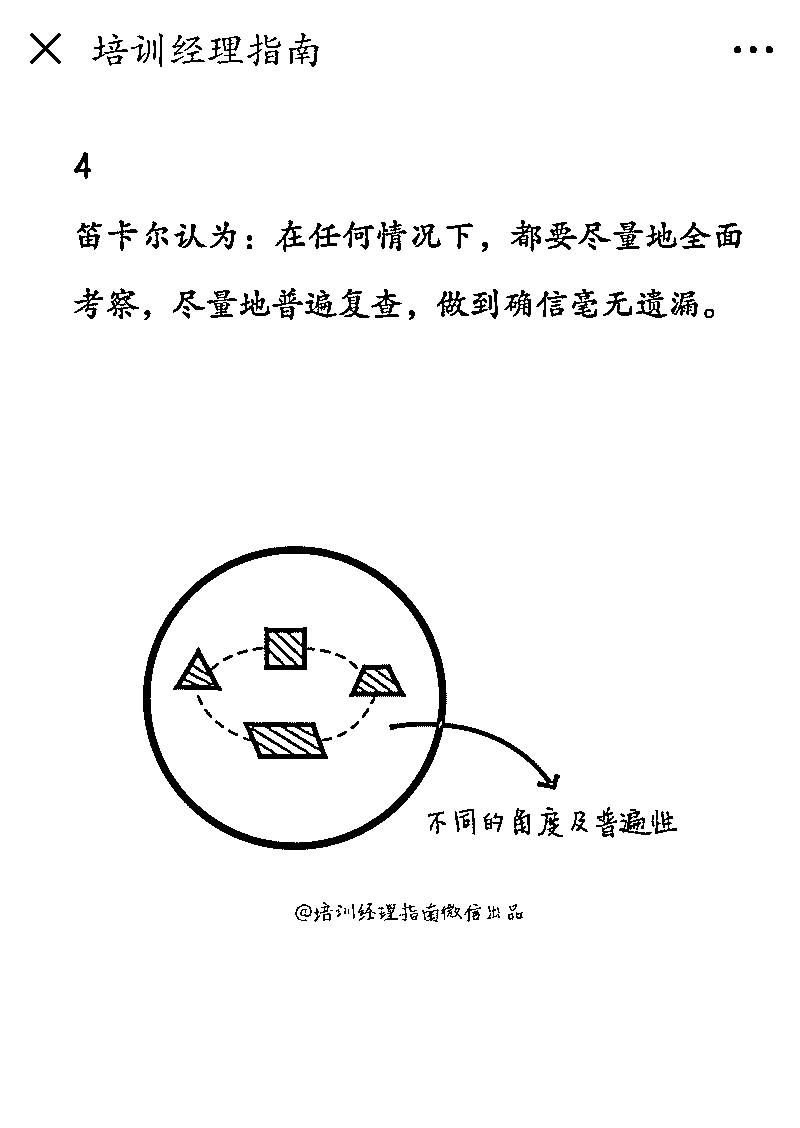 培训经理指南
4
笛卡尔认为：在任何情况下，都要尽量地全面
考察，尽量地普遍复查，做到确信毫无遗漏。
不同的角度及普遍性
@培训经理指南微信出品